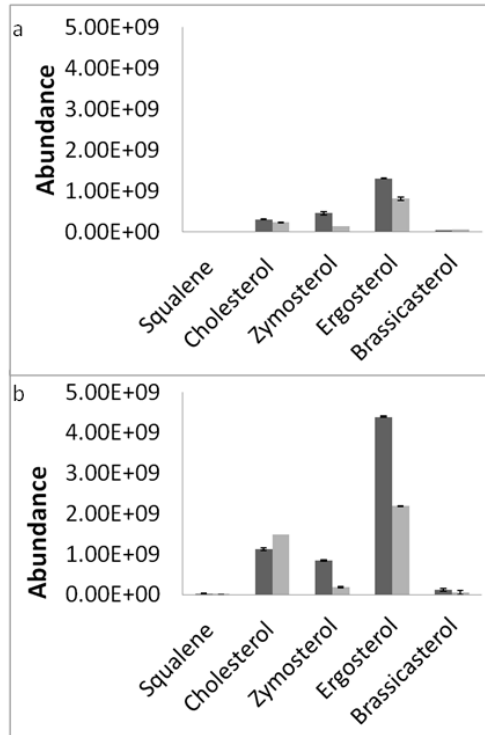 a
Abundance
5.00E+09
4.00E+09
3.00E+09
2.00E+09
1.00E+09
0.00E+00
Squalene
Cholesterol
Zymosterol
Ergosterol
Brassicasterol
b
Abundance
5.00E+09
4.00E+09
3.00E+09
2.00E+09
1.00E+09
0.00E+00
Squalene
Cholesterol
Zymosterol
Ergosterol
Brassicasterol